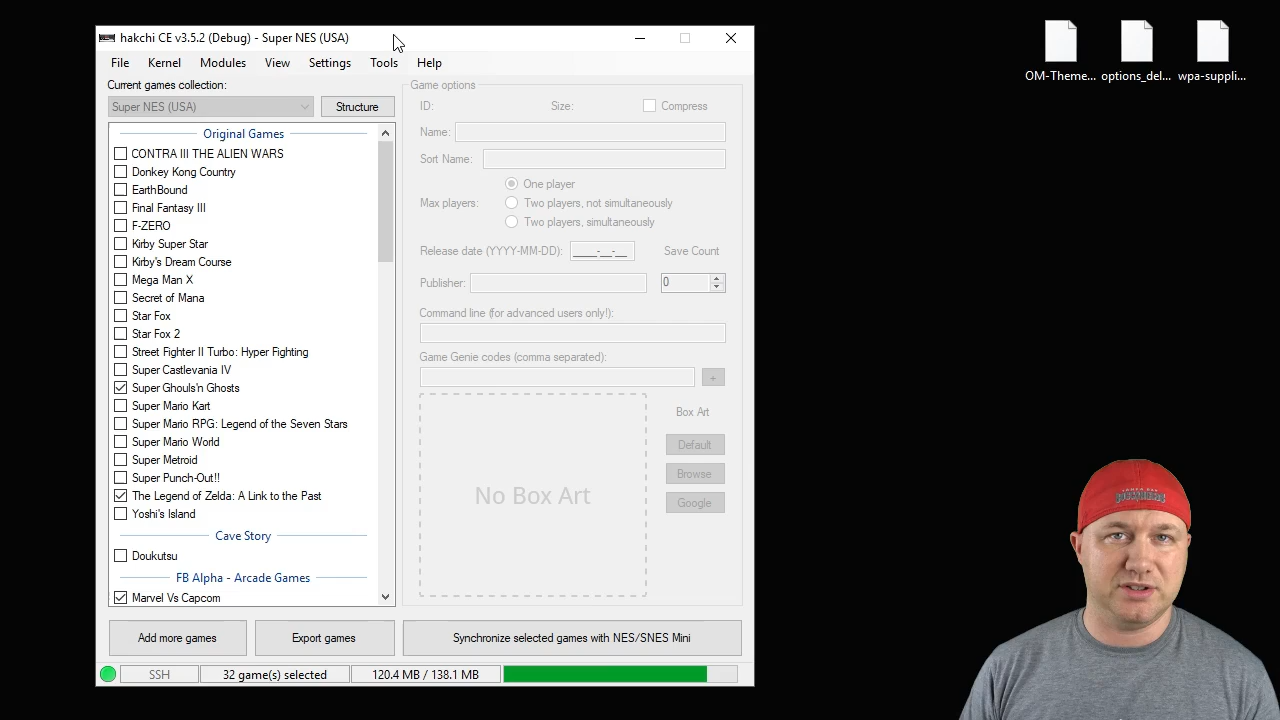 hakchi CE v3.5.2 (Debug) - Super NES (USA)
File Kernel Modules View Settings Tools Help
Current games collection:
Super NES (USA)
Structure
Original Games
CONTRA III THE ALIEN WARS
Donkey Kong Country
EarthBound
Final Fantasy III
F-ZERO
Kirby Super Star
Kirby's Dream Course
Mega Man X
Secret of Mana
Star Fox
Star Fox 2
Street Fighter II Turbo: Hyper Fighting
Super Castlevania IV
Super Ghouls'n Ghosts
Super Mario Kart
Super Mario RPG: Legend of the Seven Stars
Super Mario World
Super Metroid
Super Punch-Out!!
The Legend of Zelda: A Link to the Past
Yoshi's Island
Cave Story
Doukutsu
FB Alpha - Arcade Games
Marvel Vs Capcom
Add more games
Export games
Synchronize selected games with NES/SNES Mini
SSH
32 game(s) selected
120.4 MB / 138.1 MB
Game options
ID:
Size:
Compress
Name:
Sort Name:
Max players:
One player
Two players, not simultaneously
Two players, simultaneously
Release date (YYYY-MM-DD):
____-__-__
Save Count
Publisher:
0
Command line (for advanced users only!):
Game Genie codes (comma separated):
+
No Box Art
Box Art
Default
Browse
Google
OM-Theme...
options_del...
wpa-suppli...